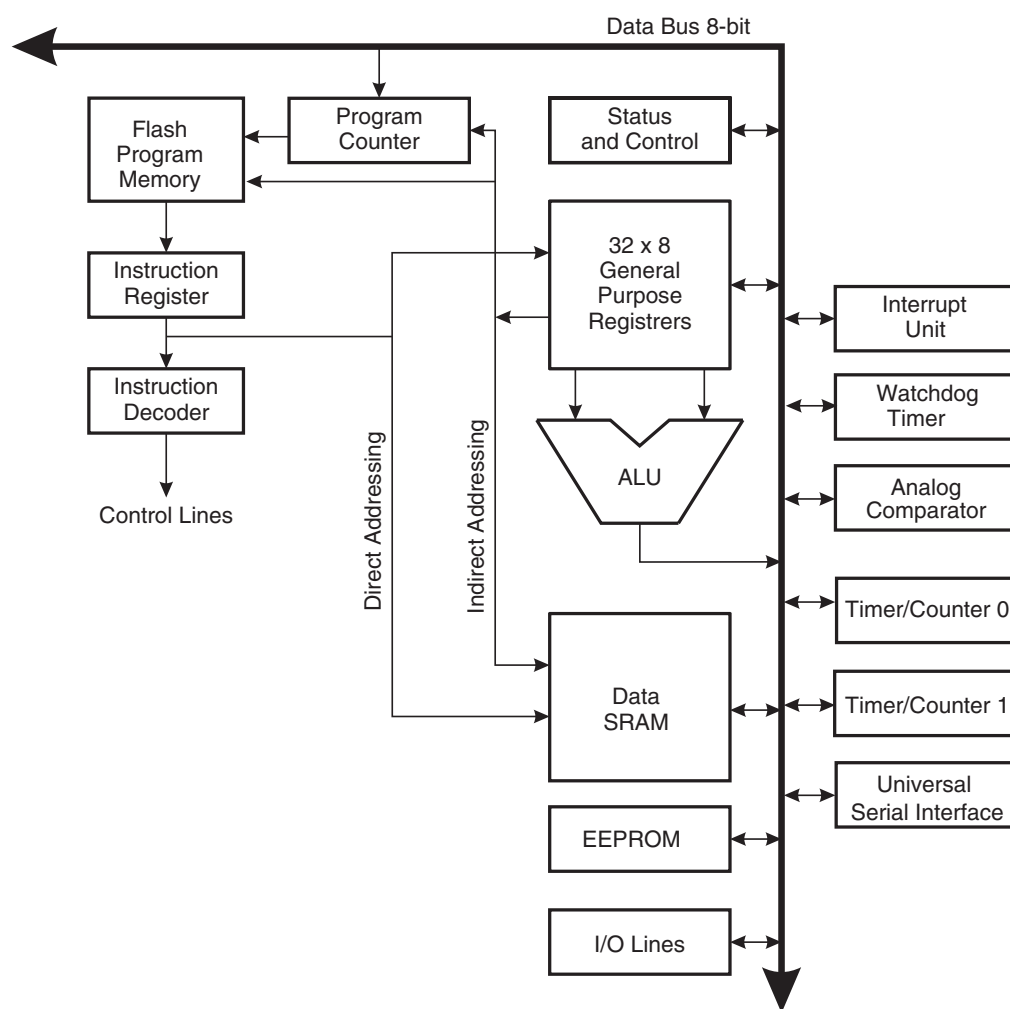 Data Bus 8-bit
Flash
Program
Memory
Program
Counter
Status
and Control
32 x 8
General
Purpose
Registrers
Instruction
Register
Instruction
Decoder
Control Lines
Direct Addressing
Indirect Addressing
ALU
Interrupt
Unit
Watchdog
Timer
Analog
Comparator
Timer/Counter 0
Data
SRAM
Timer/Counter 1
Universal
Serial Interface
EEPROM
I/O Lines